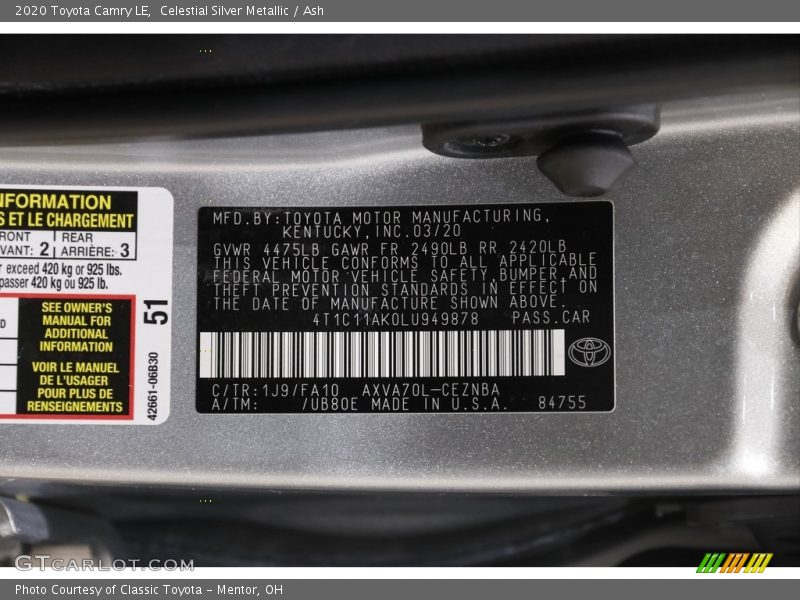 2020 Toyota Camry LE,  Celestial Silver Metallic / Ash
NFORMATION
S ET LE CHARGEMENT
RONT VANT: 2 REAR ARRIÈRE: 3
r exceed 420 kg or 925 lbs.
passer 420 kg ou 925 lb.
D
SEE OWNER'S
MANUAL FOR
ADDITIONAL
INFORMATION
VOIR LE MANUEL
DE L'USAGER
POUR PLUS DE
RENSEIGNEMENTS
51
42661-06B30
MFD.BY:TOYOTA MOTOR MANUFACTURING,
KENTUCKY,INC.03/20
GVWR 4475LB GAWR FR 2490LB RR 2420LB
THIS VEHICLE CONFORMS TO ALL APPLICABLE
FEDERAL MOTOR VEHICLE SAFETY,BUMPER AND
THEFT PREVENTION STANDARDS IN EFFECT ON
THE DATE OF MANUFACTURE SHOWN ABOVE.
4T1C11AK0LU949878 PASS.CAR
C/TR:1J9/FA10 AXVA70L-CEZNBA
A/TM: /UB80E MADE IN U.S.A. 84755
GTCARLOT.COM
Photo Courtesy of Classic Toyota - Mentor, OH